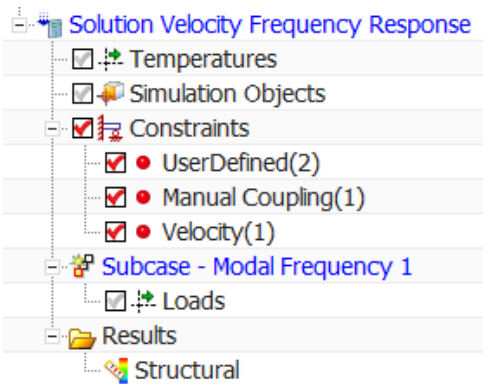 Solution Velocity Frequency Response
Temperatures
Simulation Objects
Constraints
UserDefined(2)
Manual Coupling(1)
Velocity(1)
Subcase - Modal Frequency 1
Loads
Results
Structural